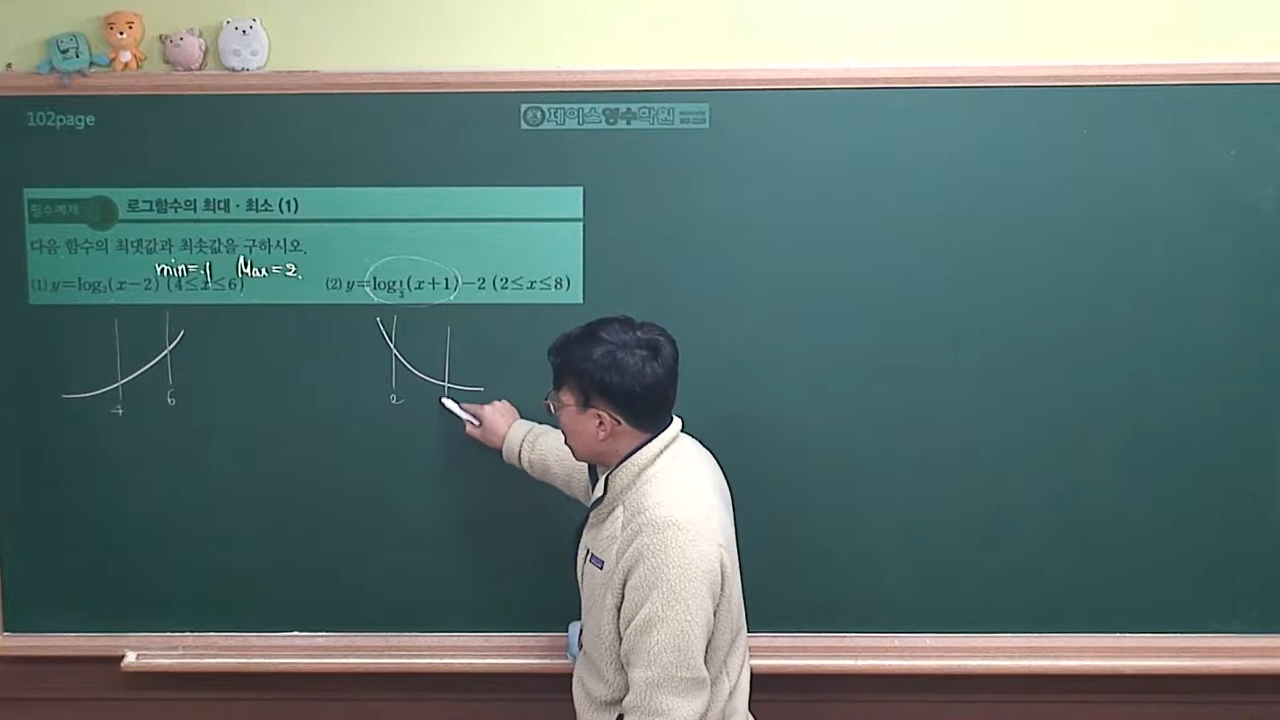 102page
제이스영수학원
필수예제
로그함수의 최대 · 최소 (1)
다음 함수의 최댓값과 최솟값을 구하시오.
min=1 Max=2.
(1) y=log₂(x−2) (4≤x≤6)
(2) y=log_{1/3}(x+1)−2 (2≤x≤8)
4 6
2